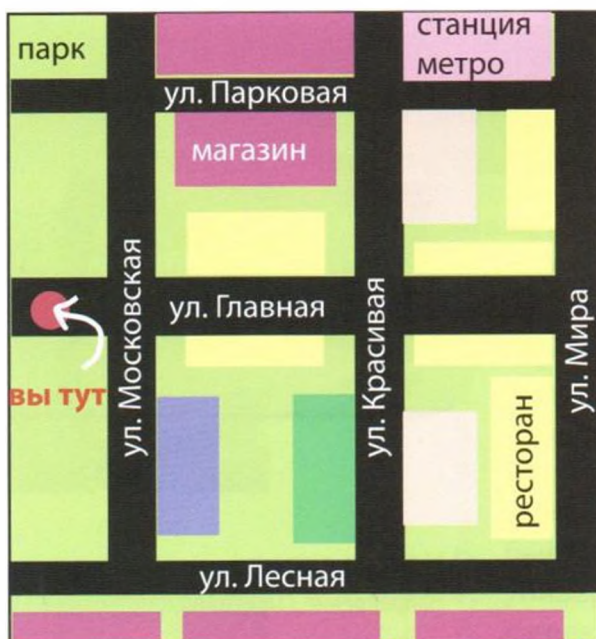 парк
станция
метро
ул. Парковая
магазин
ул. Московская
ул. Главная
ул. Красивая
ул. Мира
вы тут
ресторан
ул. Лесная